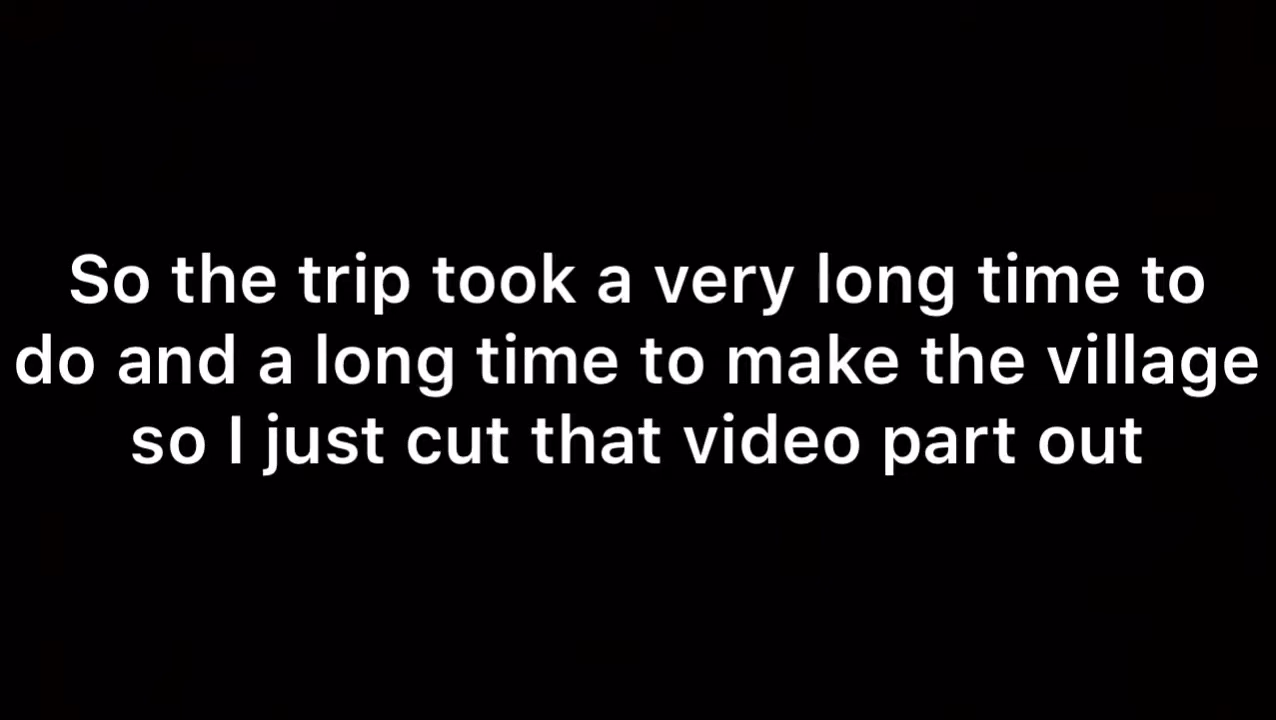 So the trip took a very long time to
do and a long time to make the village
so I just cut that video part out